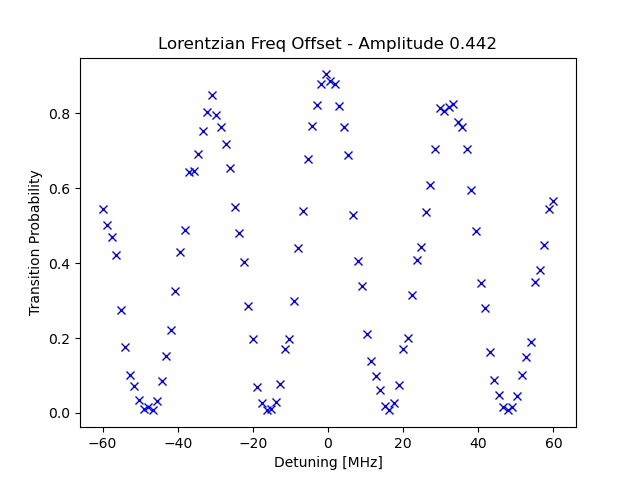 Lorentzian Freq Offset - Amplitude 0.442
Transition Probability
0.8
0.6
0.4
0.2
0.0
−60 −40 −20 0 20 40 60
Detuning [MHz]